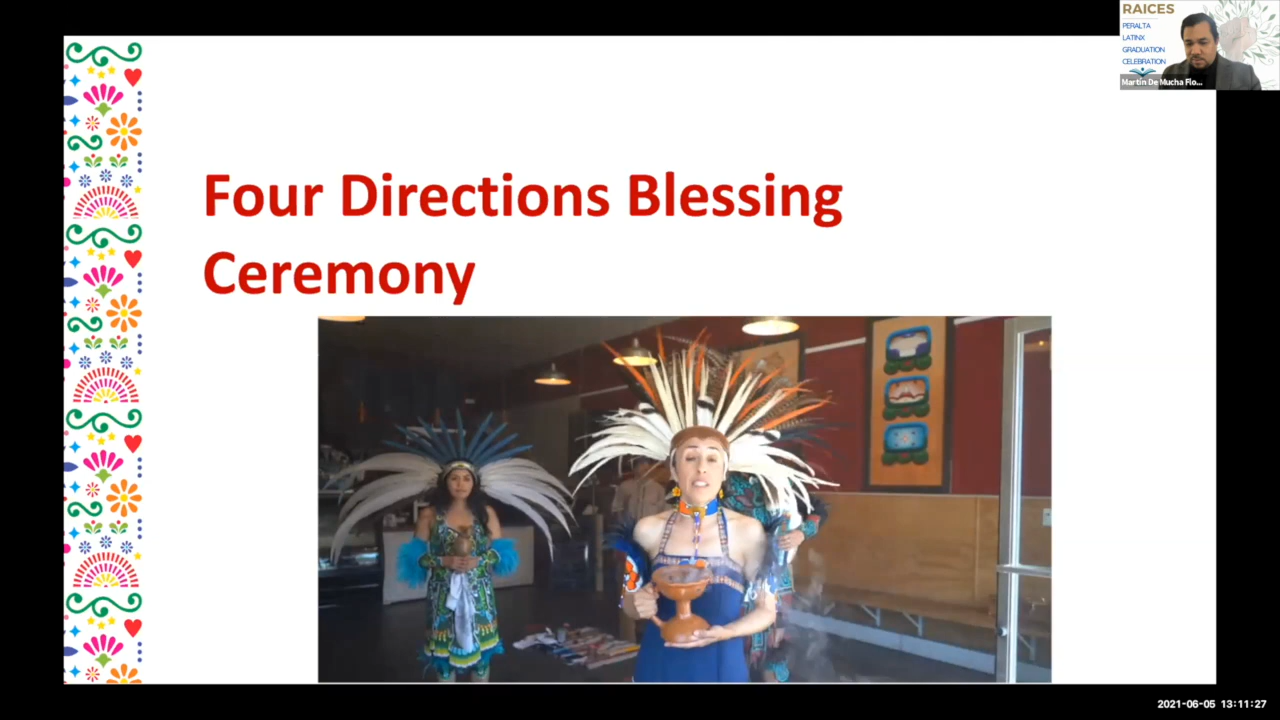 RAICES
PERALTA
LATINX
GRADUATION
CELEBRATION
Martin De Mucha Flo...
Four Directions Blessing
Ceremony
2021-06-05 13:11:27